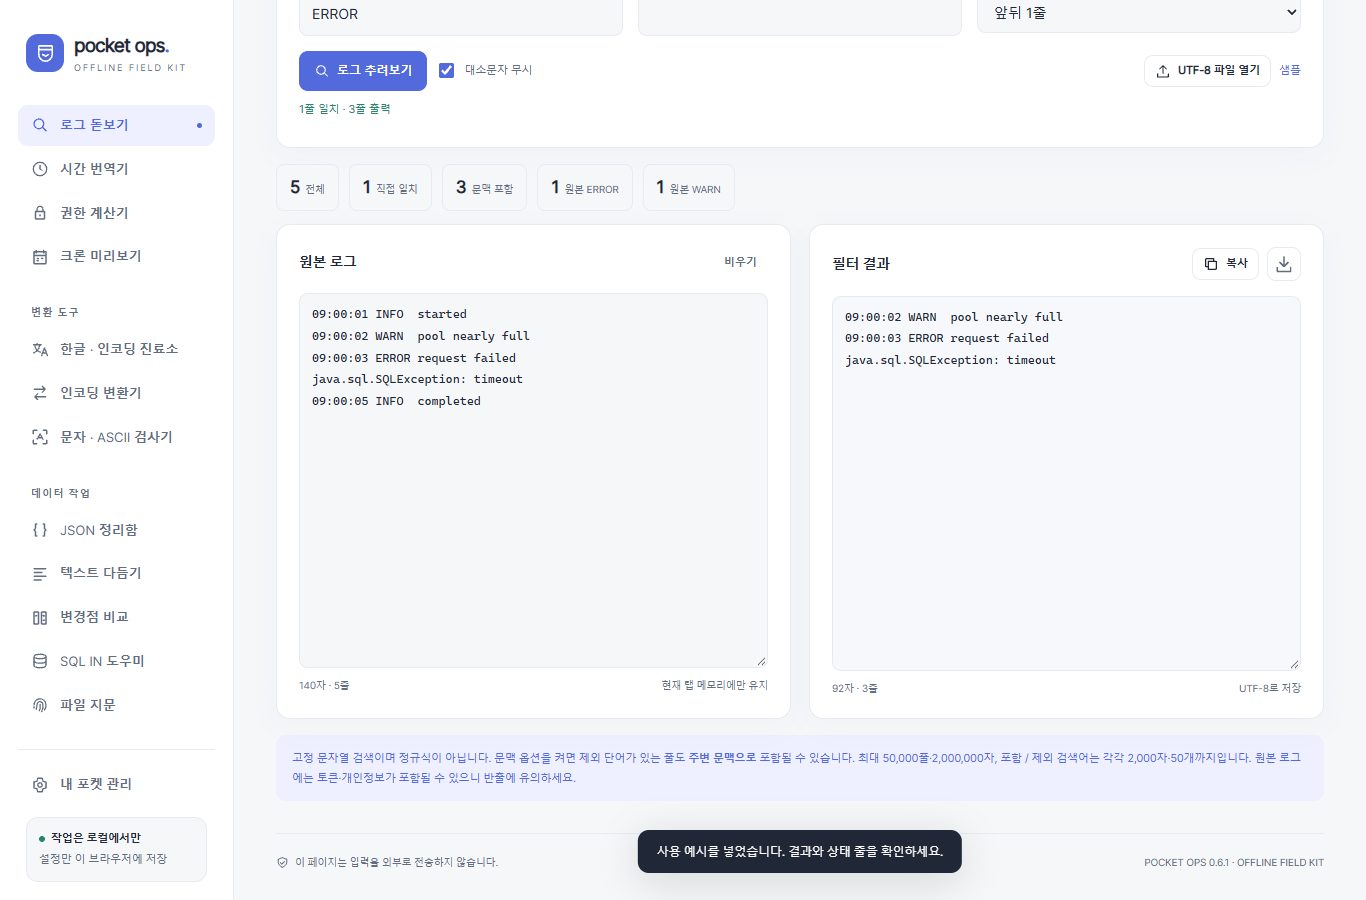 pocket ops.
OFFLINE FIELD KIT
로그 돋보기
시간 번역기
권한 계산기
크론 미리보기
변환 도구
한글 · 인코딩 진료소
인코딩 변환기
문자 · ASCII 검사기
데이터 작업
JSON 정리함
텍스트 다듬기
변경점 비교
SQL IN 도우미
파일 지문
내 포켓 관리
작업은 로컬에서만
설정만 이 브라우저에 저장
ERROR
앞뒤 1줄
로그 추려보기
대소문자 무시
UTF-8 파일 열기
샘플
1줄 일치 · 3줄 출력
5 전체
1 직접 일치
3 문맥 포함
1 원본 ERROR
1 원본 WARN
원본 로그
비우기
09:00:01 INFO  started
09:00:02 WARN  pool nearly full
09:00:03 ERROR request failed
java.sql.SQLException: timeout
09:00:05 INFO  completed
140자 · 5줄
현재 탭 메모리에만 유지
필터 결과
복사
09:00:02 WARN  pool nearly full
09:00:03 ERROR request failed
java.sql.SQLException: timeout
92자 · 3줄
UTF-8로 저장
고정 문자열 검색이며 정규식이 아닙니다. 문맥 옵션을 켜면 제외 단어가 있는 줄도 주변 문맥으로 포함될 수 있습니다. 최대 50,000줄·2,000,000자, 포함 / 제외 검색어는 각각 2,000자·50개까지입니다. 원본 로그
에는 토큰·개인정보가 포함될 수 있으니 반출에 유의하세요.
사용 예시를 넣었습니다. 결과와 상태 줄을 확인하세요.
이 페이지는 입력을 외부로 전송하지 않습니다.
POCKET OPS 0.6.1 · OFFLINE FIELD KIT